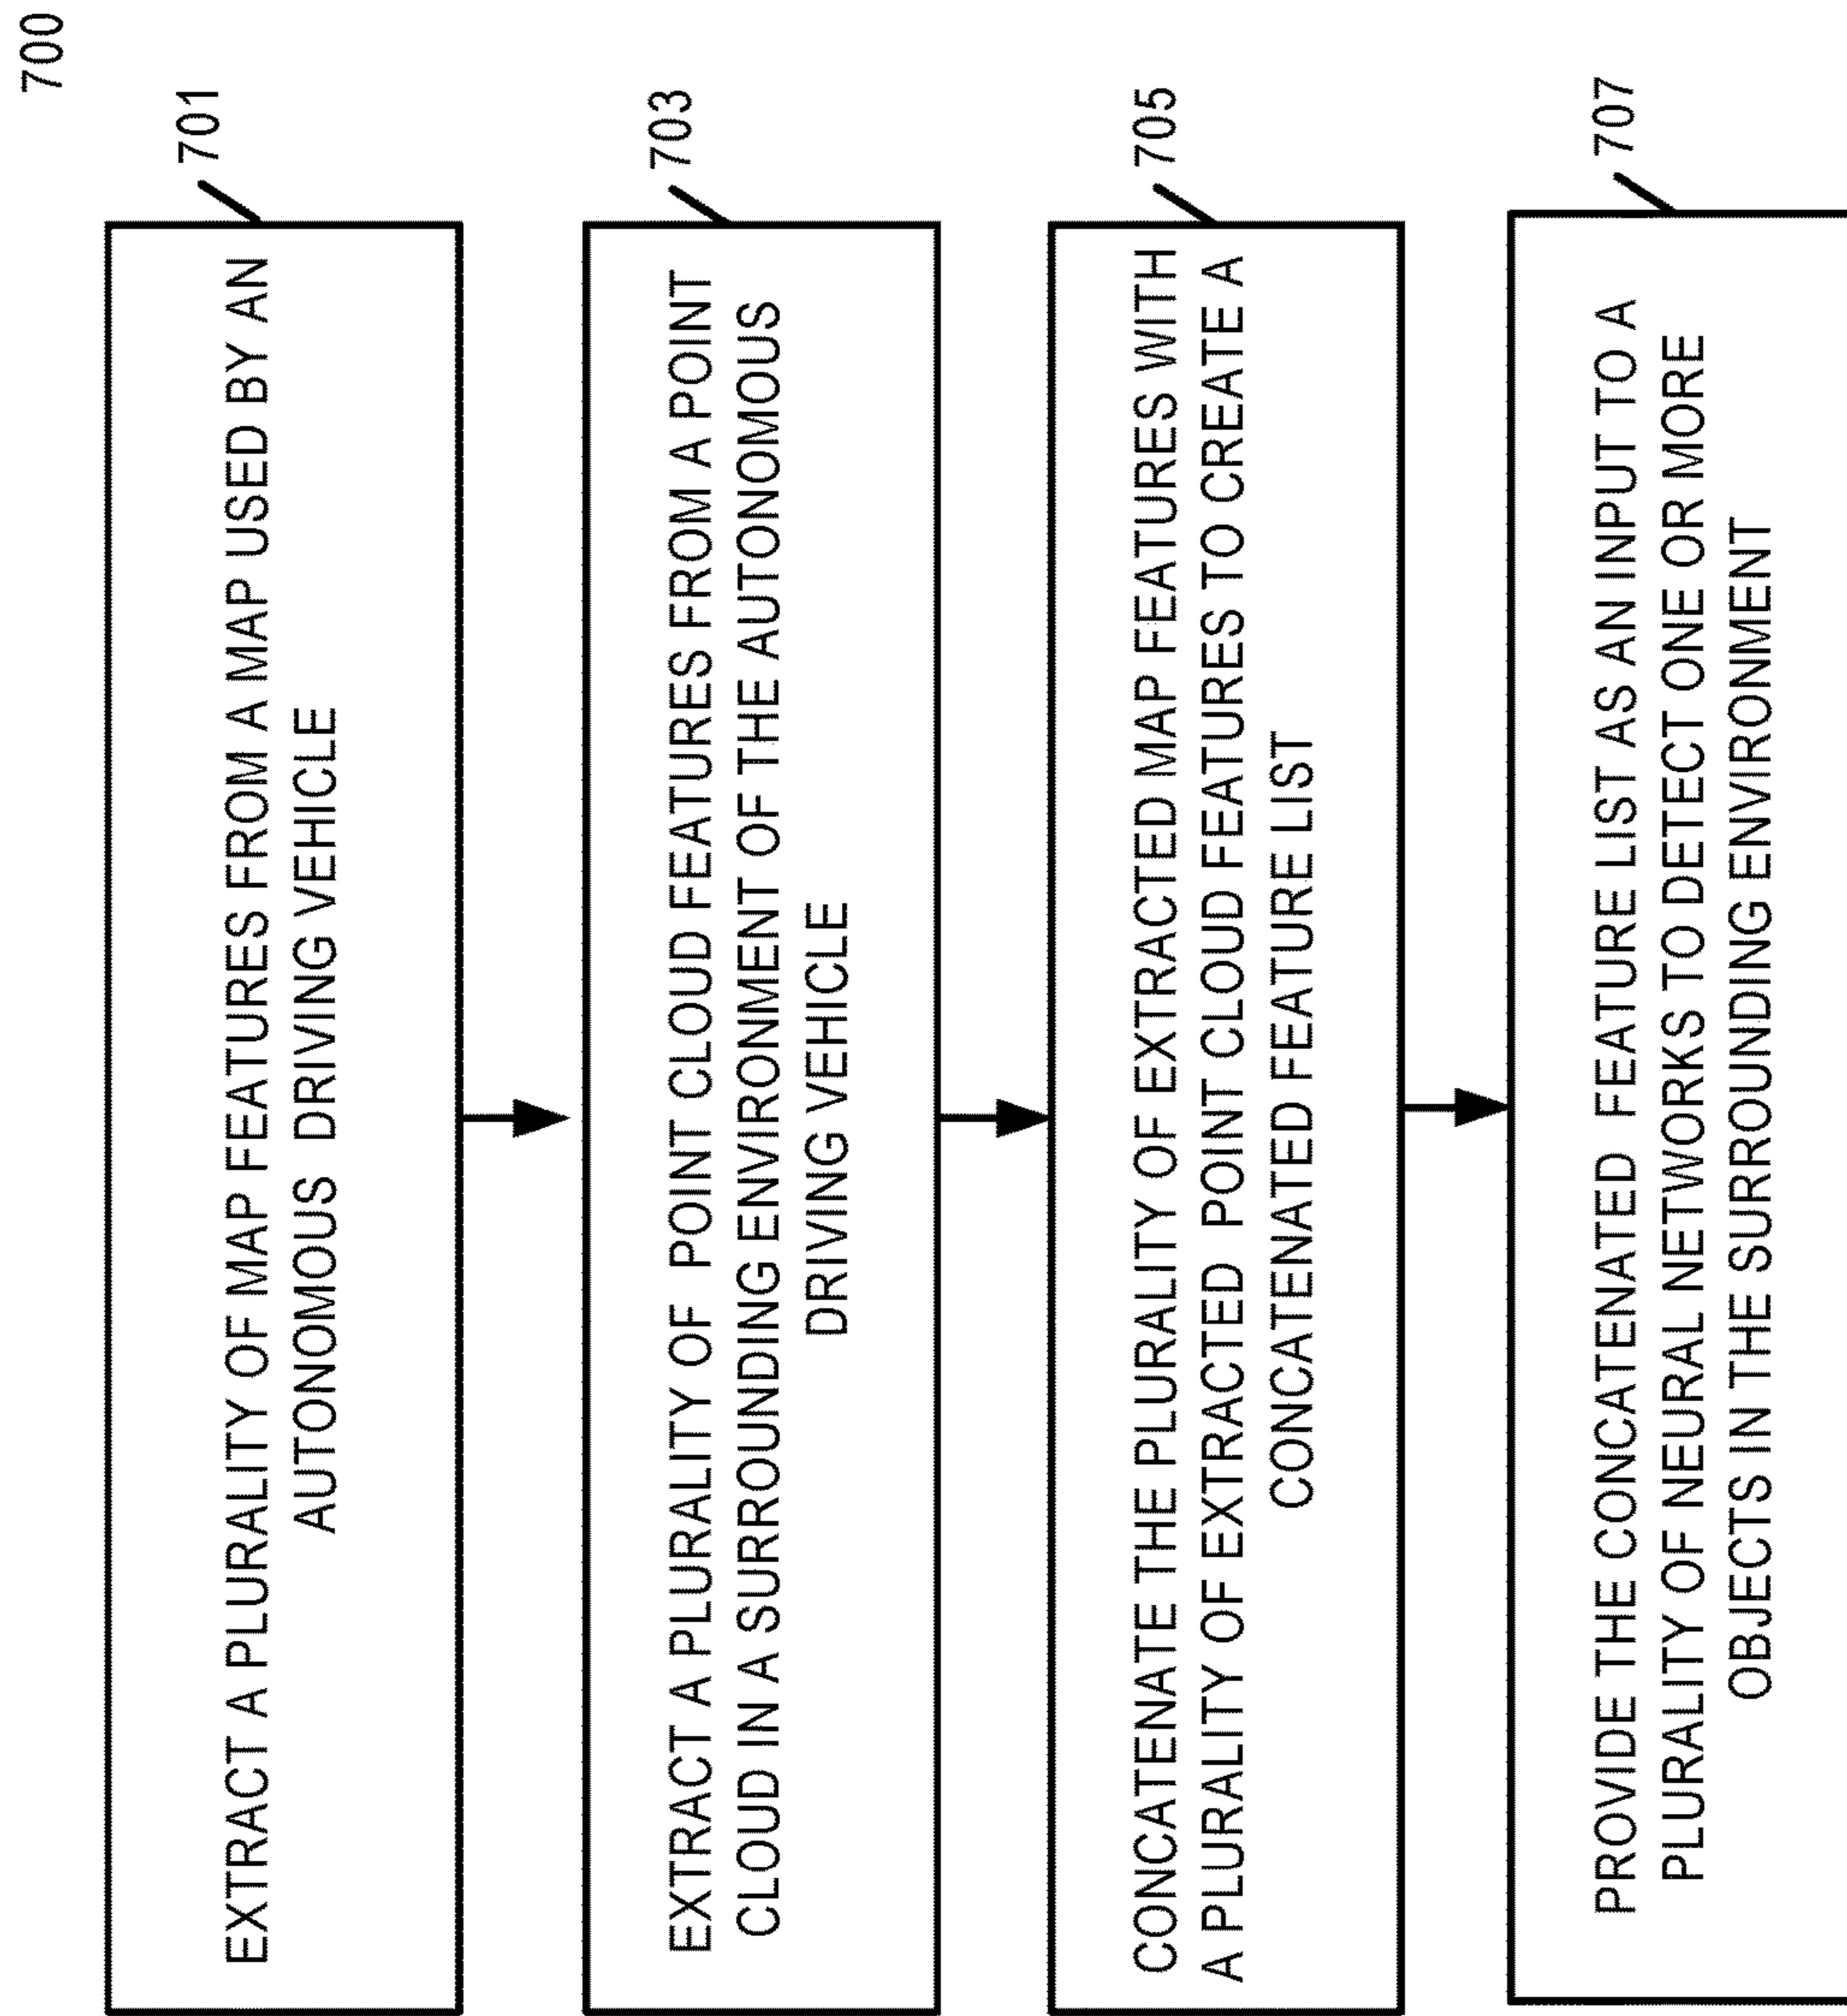 700
701
EXTRACT A PLURALITY OF MAP FEATURES FROM A MAP USED BY AN
AUTONOMOUS DRIVING VEHICLE
703
EXTRACT A PLURALITY OF POINT CLOUD FEATURES FROM A POINT
CLOUD IN A SURROUNDING ENVIRONMENT OF THE AUTONOMOUS
DRIVING VEHICLE
705
CONCATENATE THE PLURALITY OF EXTRACTED MAP FEATURES WITH
A PLURALITY OF EXTRACTED POINT CLOUD FEATURES TO CREATE A
CONCATENATED FEATURE LIST
707
PROVIDE THE CONCATENATED FEATURE LIST AS AN INPUT TO A
PLURALITY OF NEURAL NETWORKS TO DETECT ONE OR MORE
OBJECTS IN THE SURROUNDING ENVIRONMENT